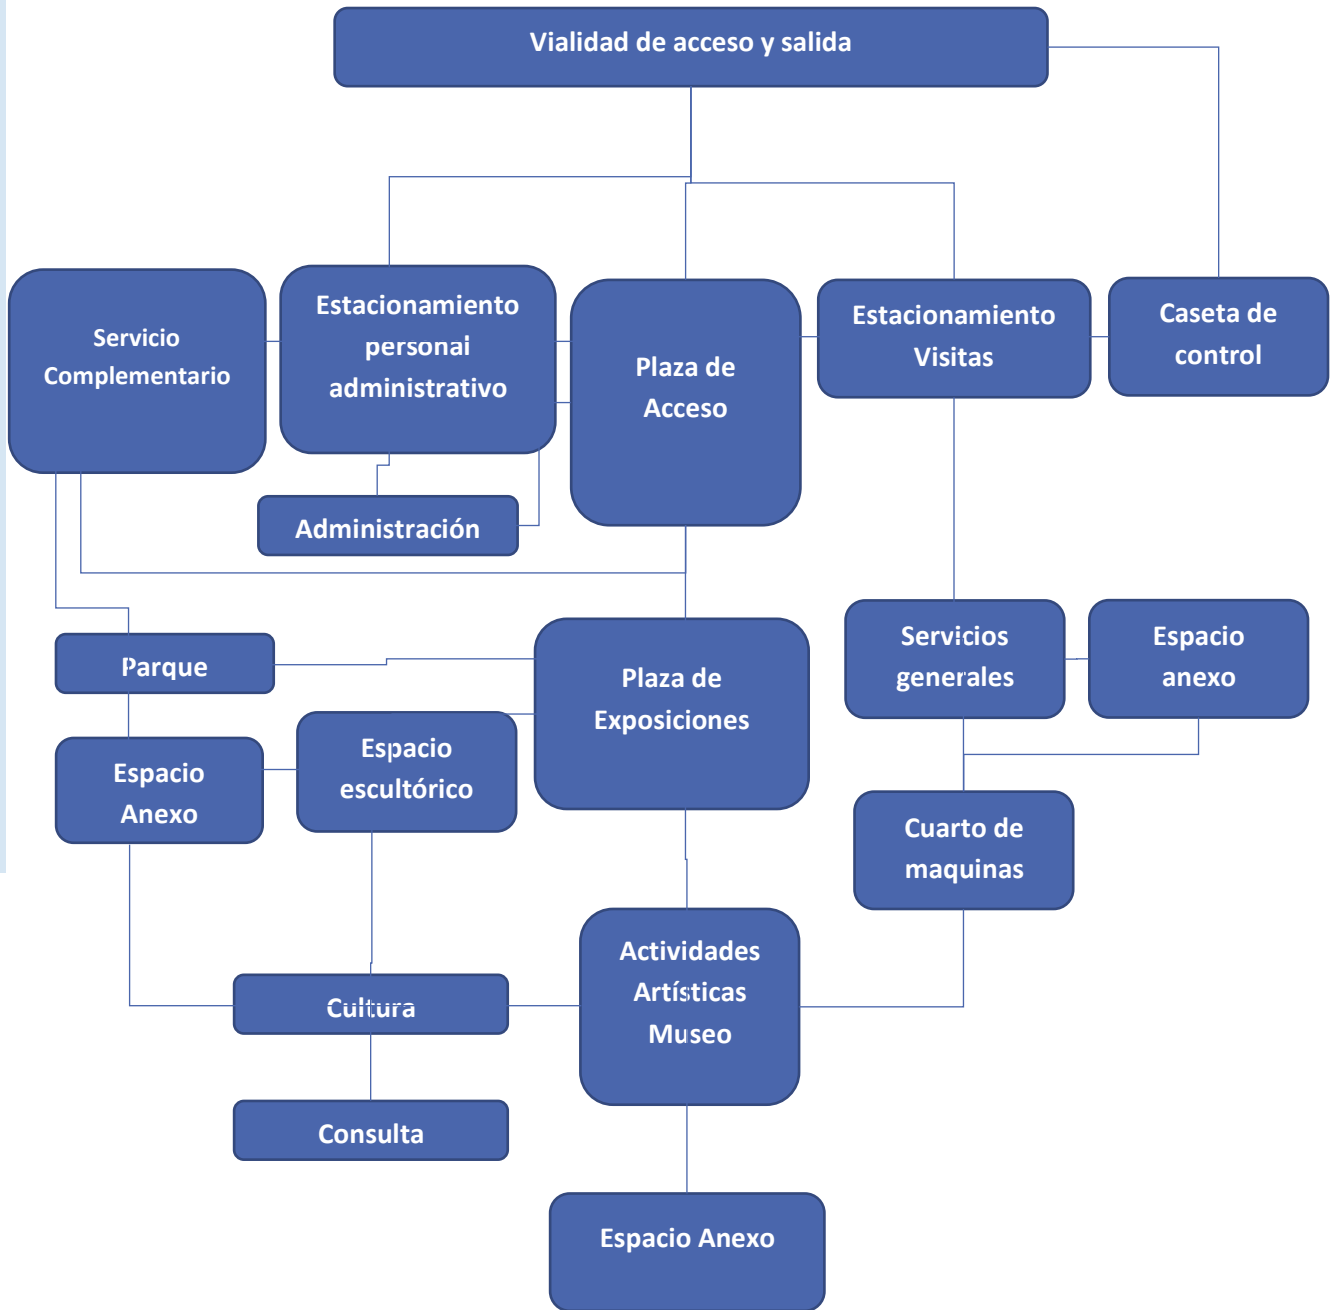 Vialidad de acceso y salida
Servicio
Complementario
Estacionamiento
personal
administrativo
Plaza de
Acceso
Estacionamiento
Visitas
Caseta de
control
Administración
Parque
Plaza de
Exposiciones
Servicios
generales
Espacio
anexo
Espacio
Anexo
Espacio
escultórico
Cuarto de
maquinas
Actividades
Artísticas
Museo
Cultura
Consulta
Espacio Anexo